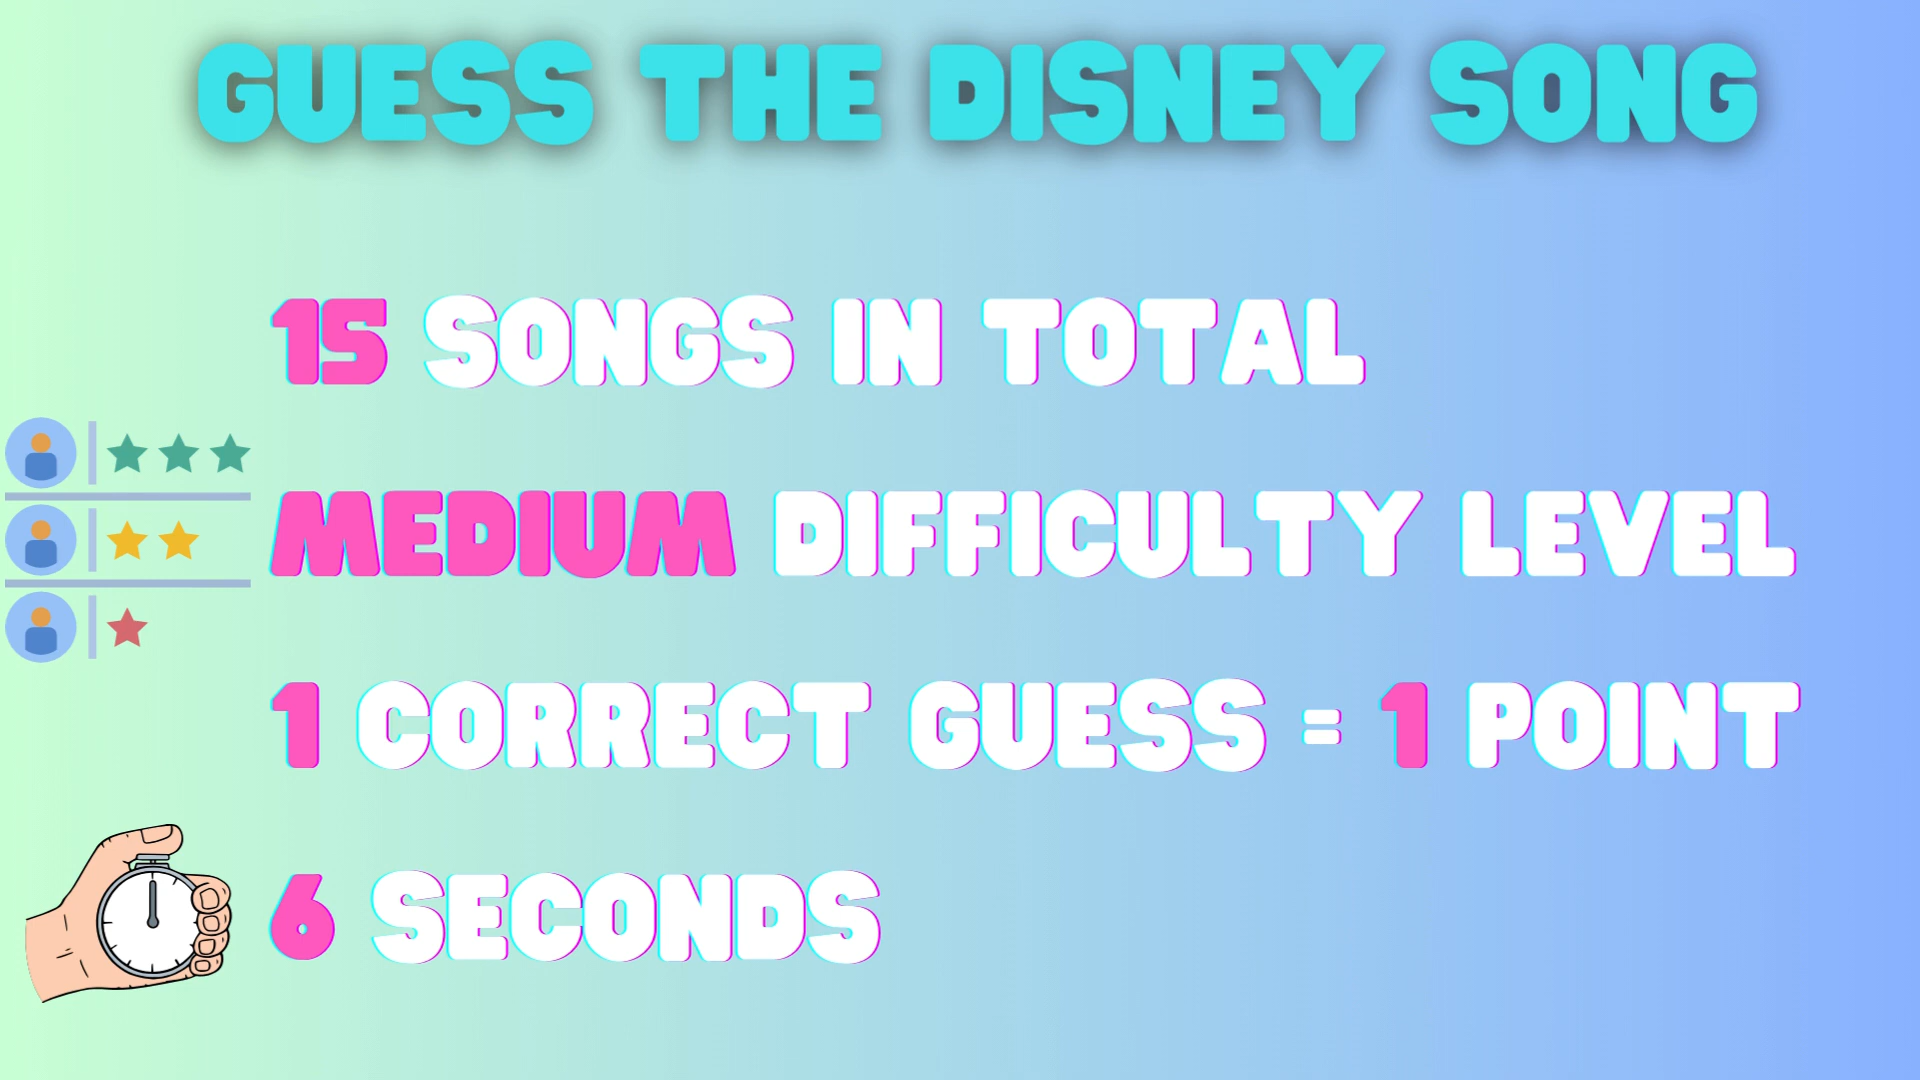 GUESS THE DISNEY SONG
15 SONGS IN TOTAL
MEDIUM DIFFICULTY LEVEL
1 CORRECT GUESS = 1 POINT
6 SECONDS